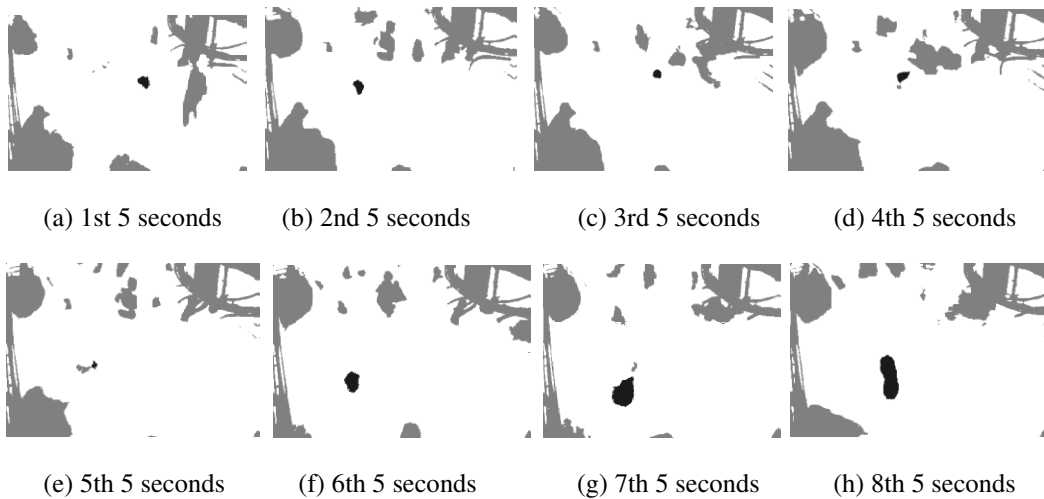 (a) 1st 5 seconds (b) 2nd 5 seconds (c) 3rd 5 seconds (d) 4th 5 seconds
(e) 5th 5 seconds (f) 6th 5 seconds (g) 7th 5 seconds (h) 8th 5 seconds